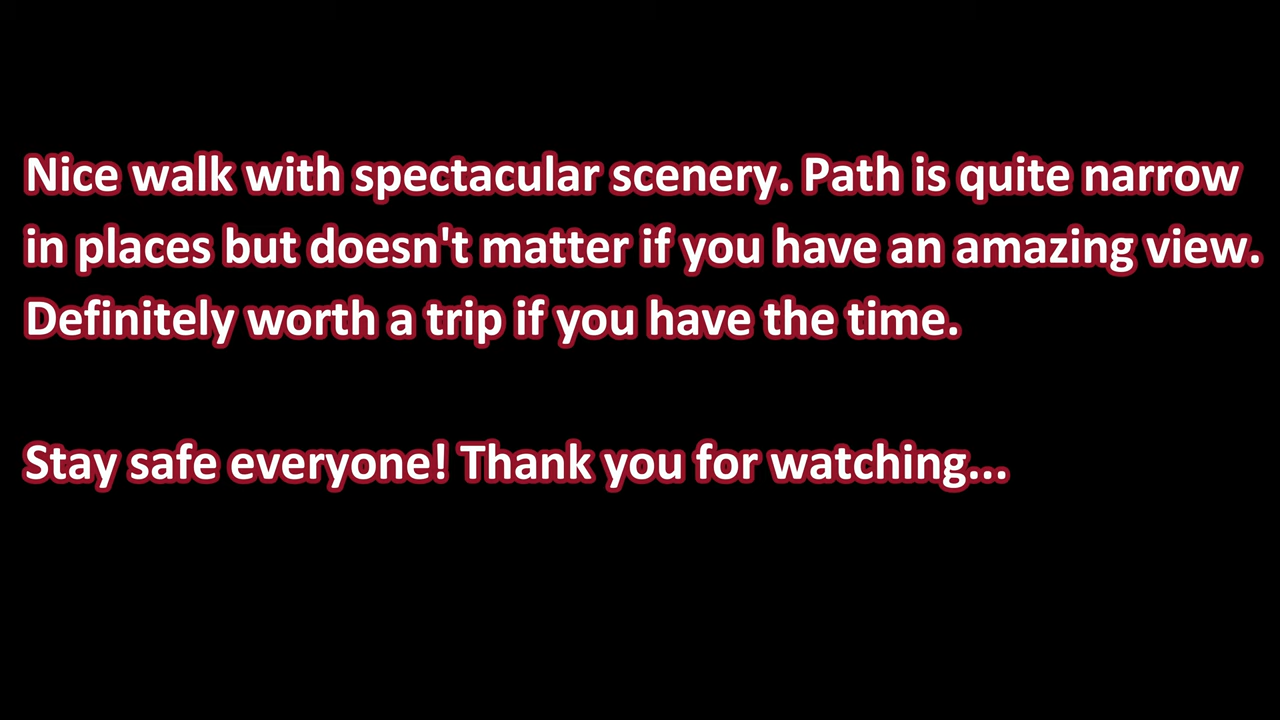 Nice walk with spectacular scenery. Path is quite narrow
in places but doesn't matter if you have an amazing view.
Definitely worth a trip if you have the time.
Stay safe everyone! Thank you for watching...